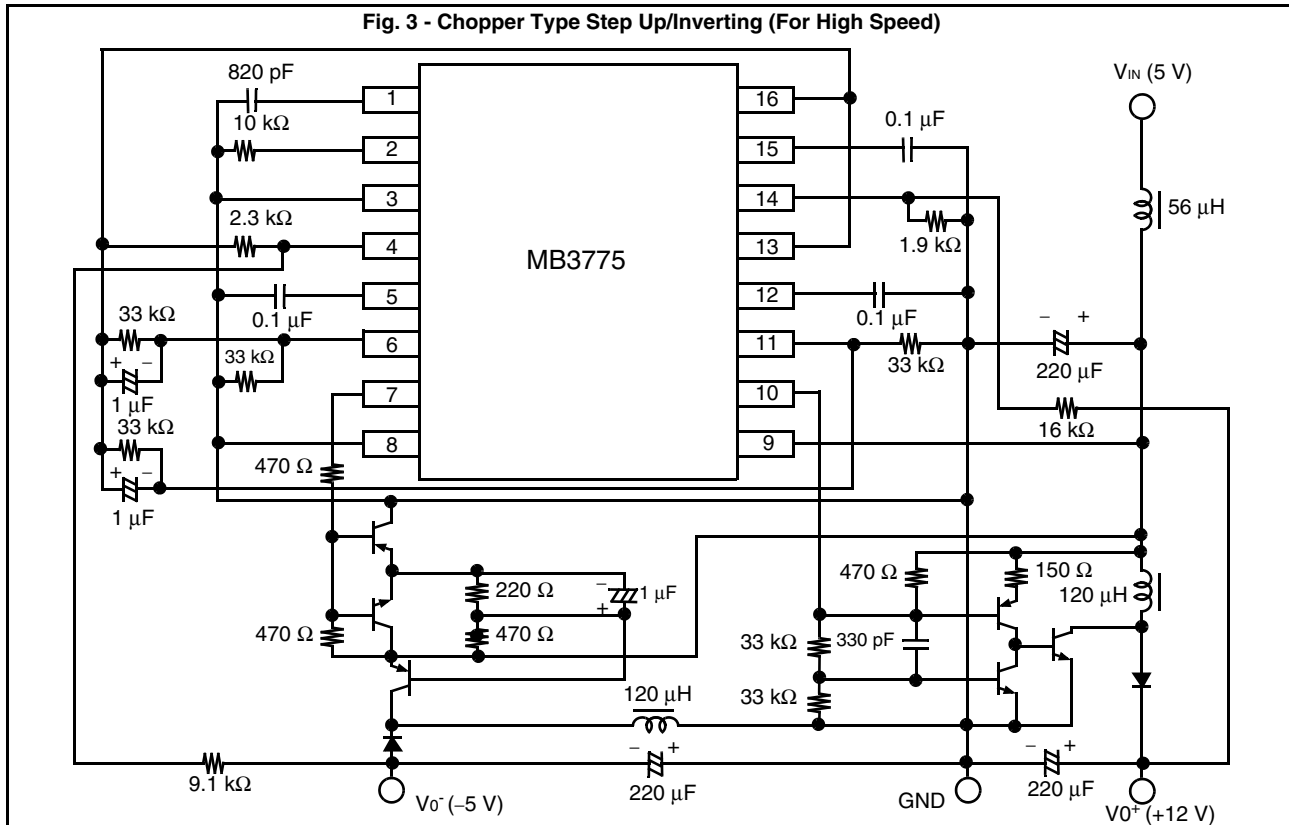 Fig. 3 - Chopper Type Step Up/Inverting (For High Speed)
820 pF
10 kΩ
2.3 kΩ
0.1 μF
33 kΩ
+ −
1 μF
33 kΩ
33 kΩ
+ −
1 μF
1
2
3
4
5
6
7
8
MB3775
16
15
14
13
12
11
10
9
0.1 μF
1.9 kΩ
0.1 μF
33 kΩ
VIN (5 V)
56 μH
− +
220 μF
16 kΩ
470 Ω
470 Ω
220 Ω
470 Ω
−
+
1 μF
120 μH
470 Ω
150 Ω
120 μH
33 kΩ
330 pF
33 kΩ
9.1 kΩ
V0- (−5 V)
− +
220 μF
GND
− +
220 μF
V0+ (+12 V)